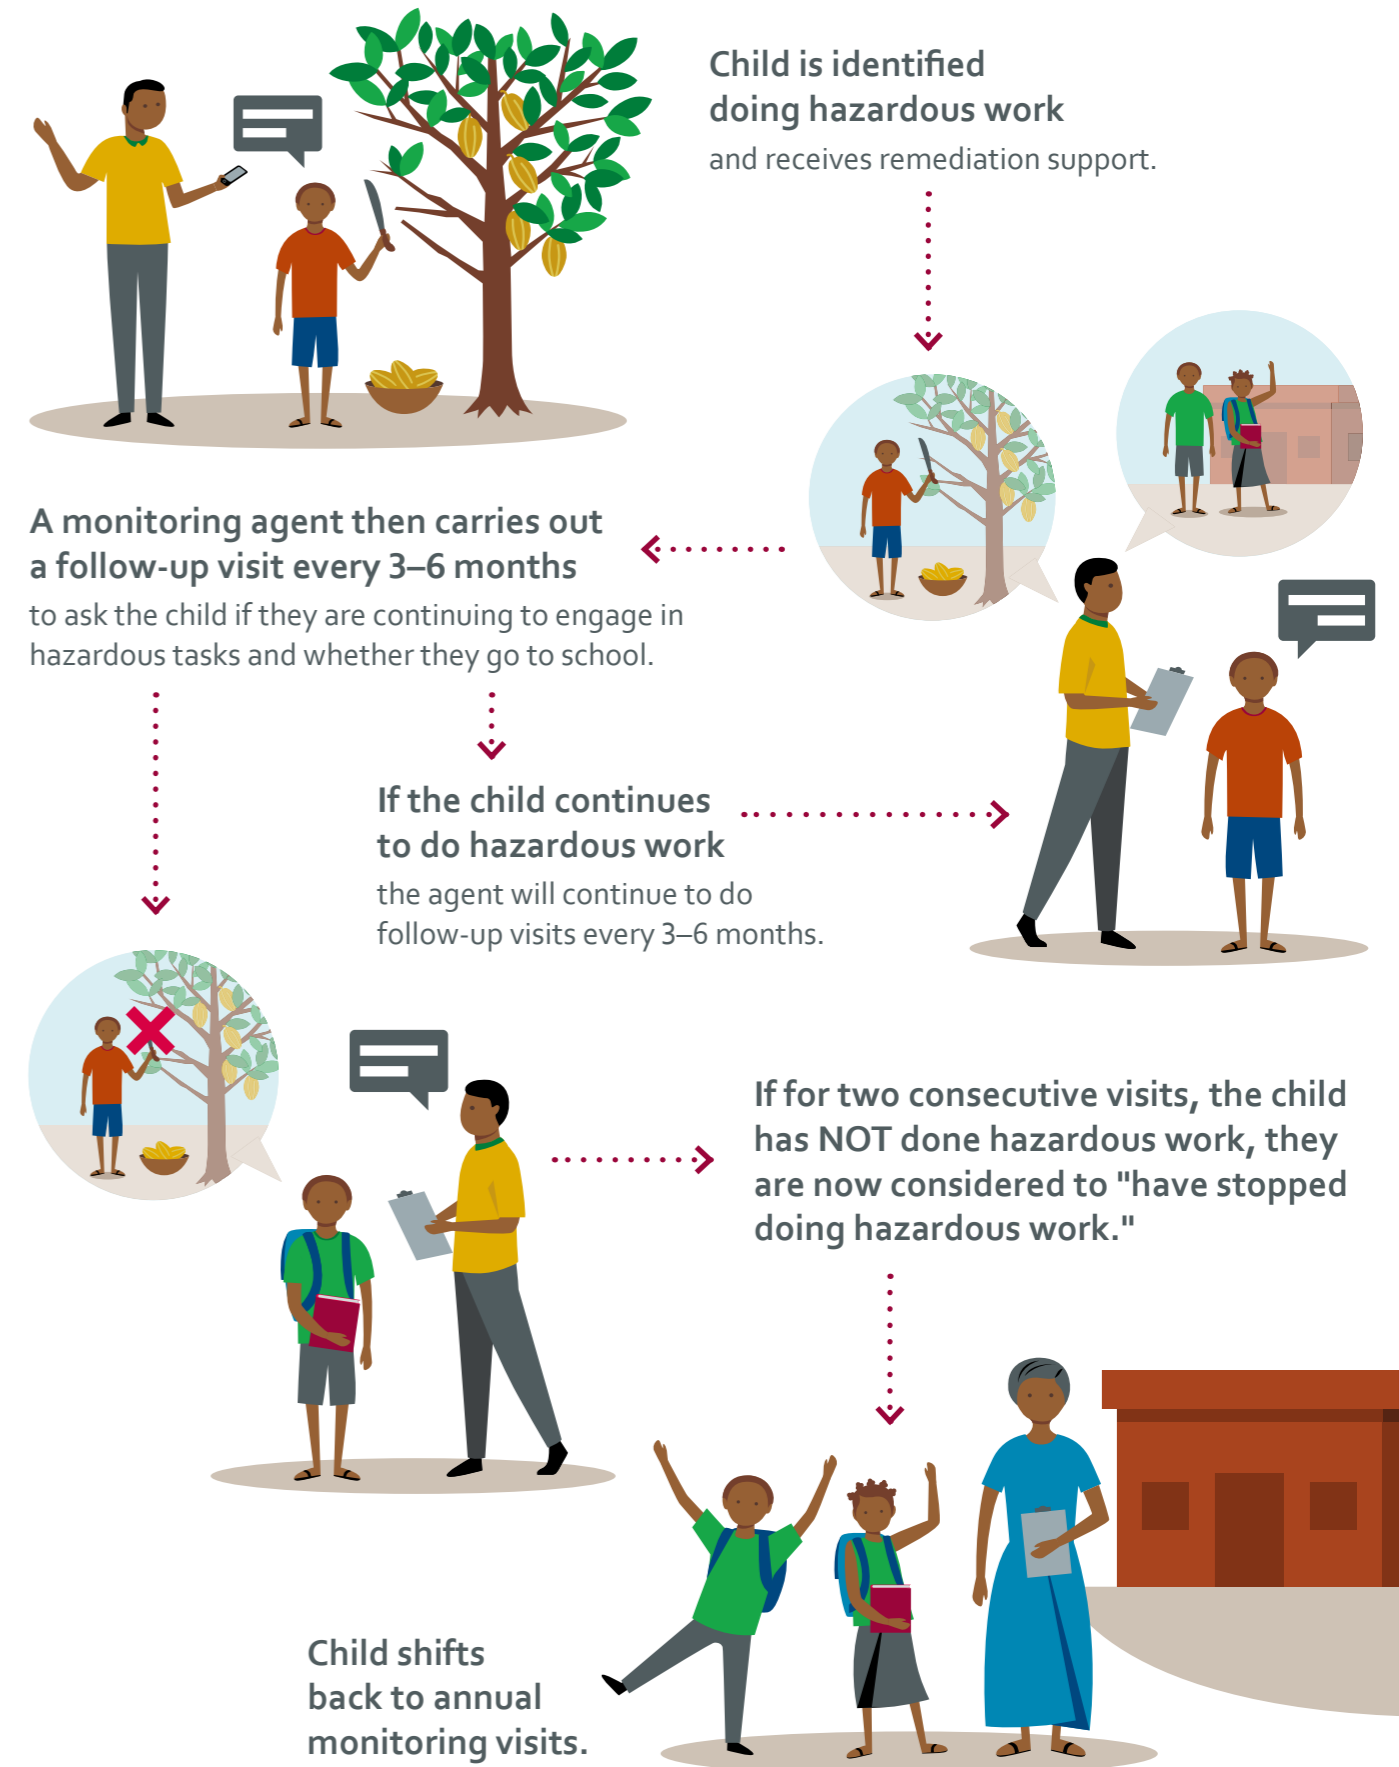 Child is identified
doing hazardous work
and receives remediation support.
A monitoring agent then carries out
a follow-up visit every 3–6 months
to ask the child if they are continuing to engage in
hazardous tasks and whether they go to school.
If the child continues
to do hazardous work
the agent will continue to do
follow-up visits every 3–6 months.
If for two consecutive visits, the child
has NOT done hazardous work, they
are now considered to "have stopped
doing hazardous work."
Child shifts
back to annual
monitoring visits.